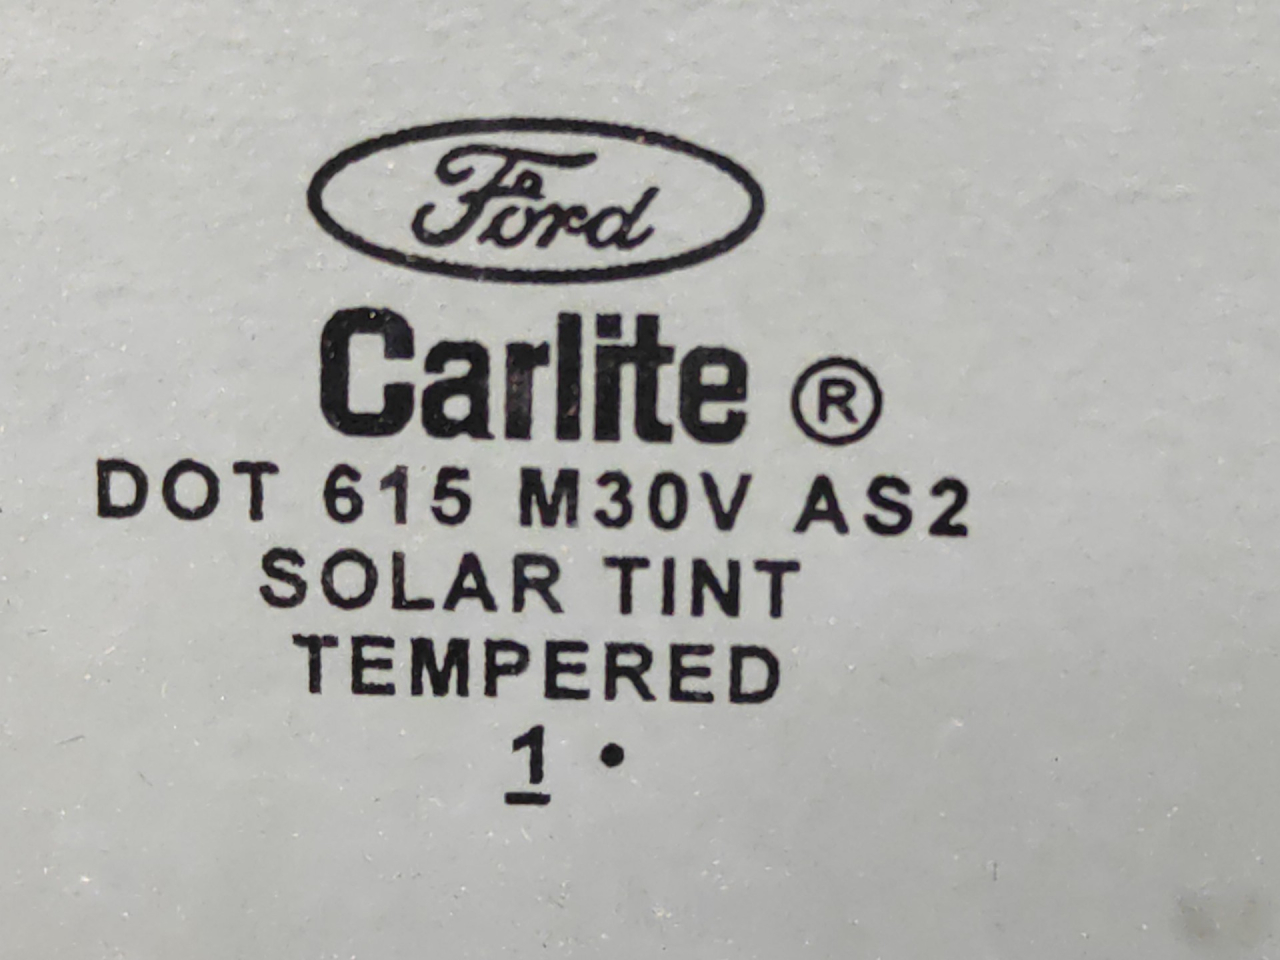 Ford
Carlite ®
DOT 615 M30V AS2
SOLAR TINT
TEMPERED
1 •